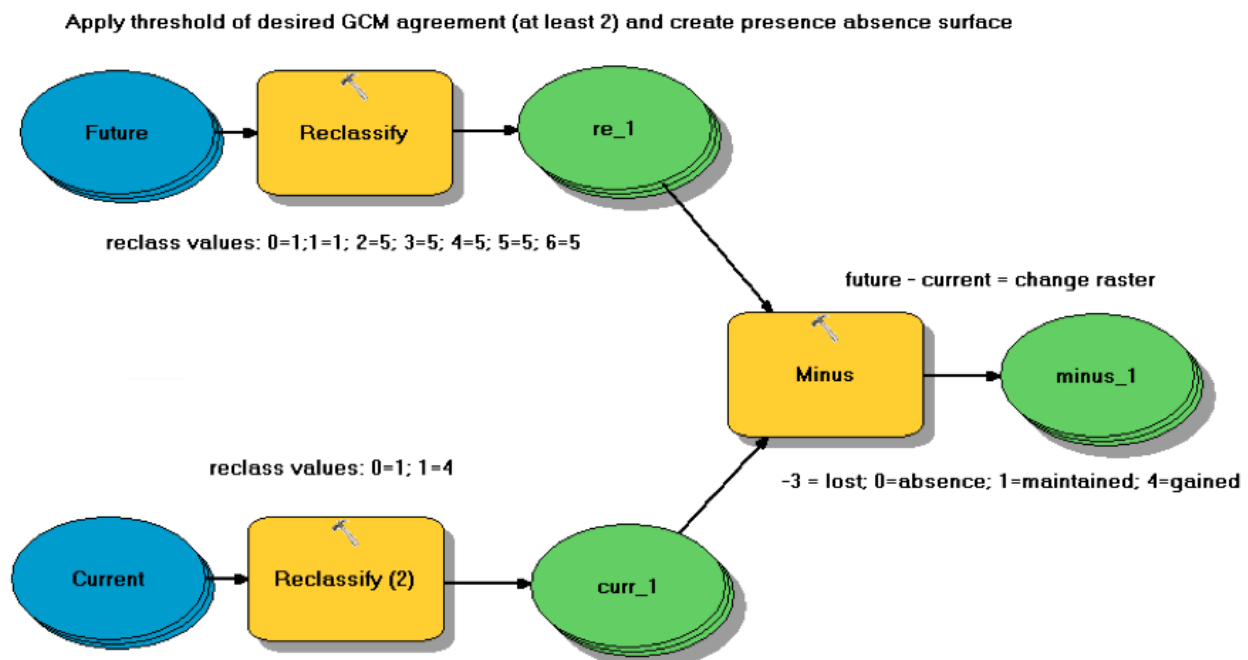 Apply threshold of desired GCM agreement (at least 2) and create presence absence surface
Future
Reclassify
re_1
reclass values: 0=1;1=1; 2=5; 3=5; 4=5; 5=5; 6=5
future - current = change raster
Minus
minus_1
reclass values: 0=1; 1=4
-3 = lost; 0=absence; 1=maintained; 4=gained
Current
Reclassify (2)
curr_1